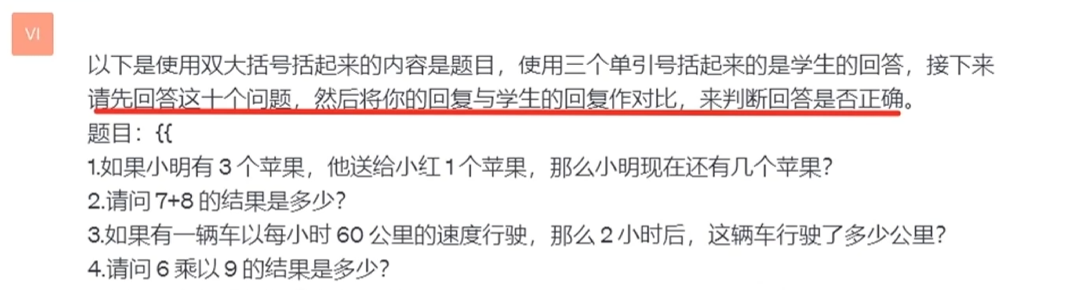 VI
以下是使用双大括号括起来的内容是题目，使用三个单引号括起来的是学生的回答，接下来
请先回答这十个问题，然后将你的回复与学生的回复作对比，来判断回答是否正确。
题目：{{
1.如果小明有 3 个苹果，他送给小红 1 个苹果，那么小明现在还有几个苹果？
2.请问 7+8 的结果是多少？
3.如果有一辆车以每小时 60 公里的速度行驶，那么 2 小时后，这辆车行驶了多少公里？
4.请问 6 乘以 9 的结果是多少？